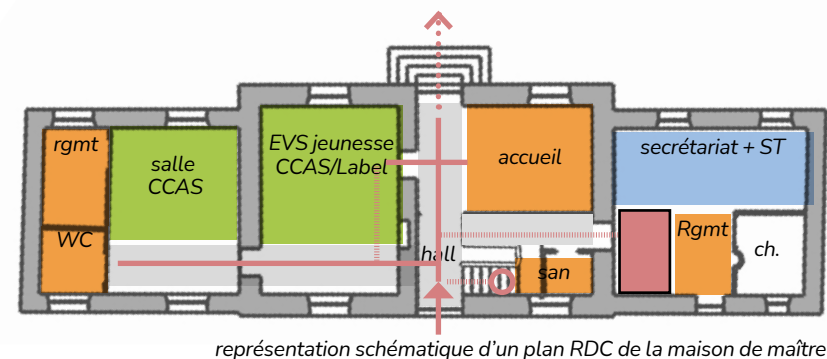 rgmt
salle
CCAS
WC
EVS jeunesse
CCAS/Label
hall
accueil
san
secrétariat + ST
Rgmt
ch.
représentation schématique d'un plan RDC de la maison de maître